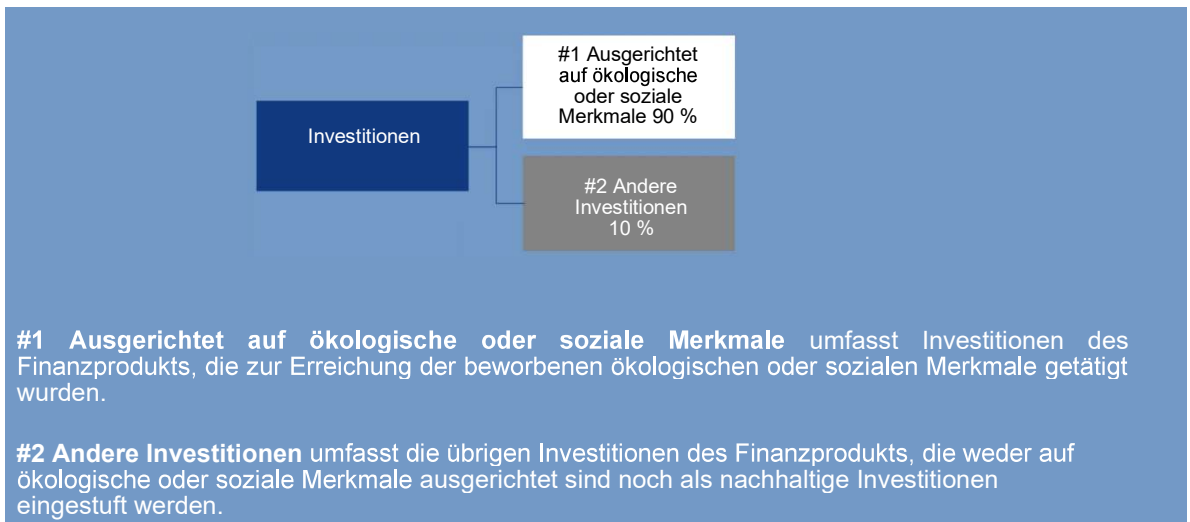 #1 Ausgerichtet
auf ökologische
oder soziale
Merkmale 90 %
Investitionen
#2 Andere
Investitionen
10 %
#1 Ausgerichtet auf ökologische oder soziale Merkmale umfasst Investitionen des
Finanzprodukts, die zur Erreichung der beworbenen ökologischen oder sozialen Merkmale getätigt
wurden.
#2 Andere Investitionen umfasst die übrigen Investitionen des Finanzprodukts, die weder auf
ökologische oder soziale Merkmale ausgerichtet sind noch als nachhaltige Investitionen
eingestuft werden.